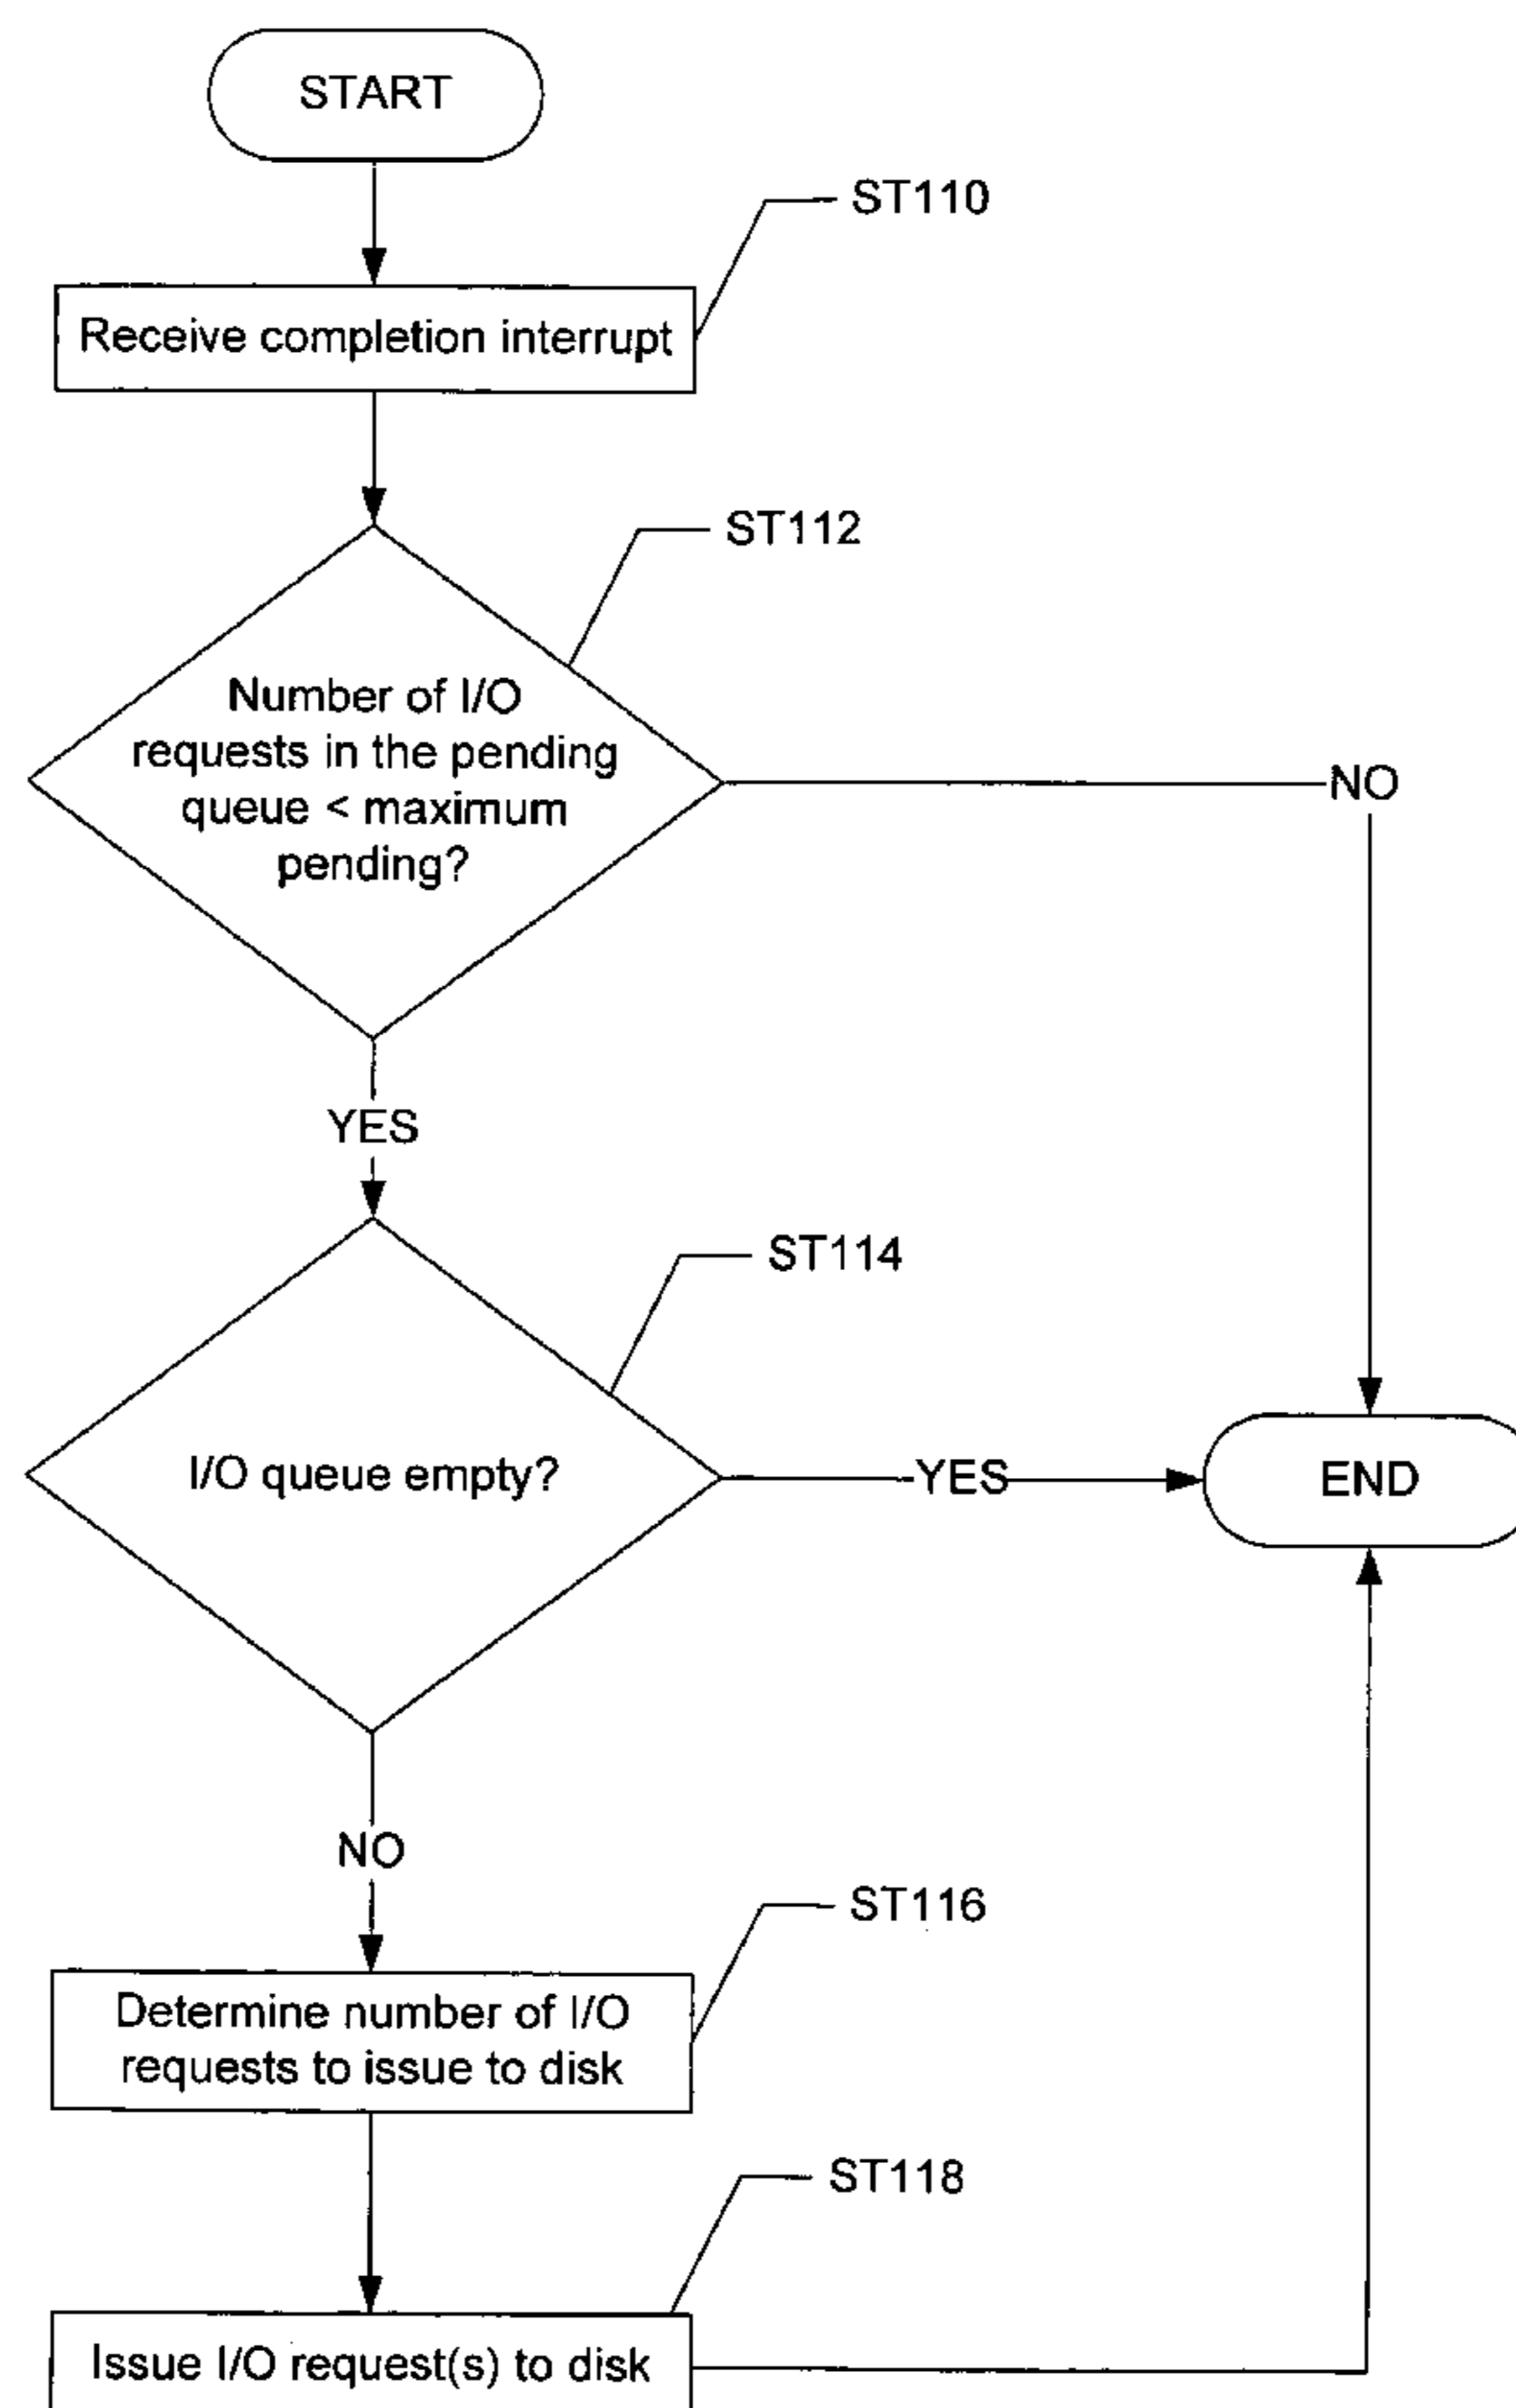 START
ST110
Receive completion interrupt
ST112
Number of I/O
requests in the pending
queue < maximum
pending?
NO
YES
ST114
I/O queue empty?
YES
END
NO
ST116
Determine number of I/O
requests to issue to disk
ST118
Issue I/O request(s) to disk